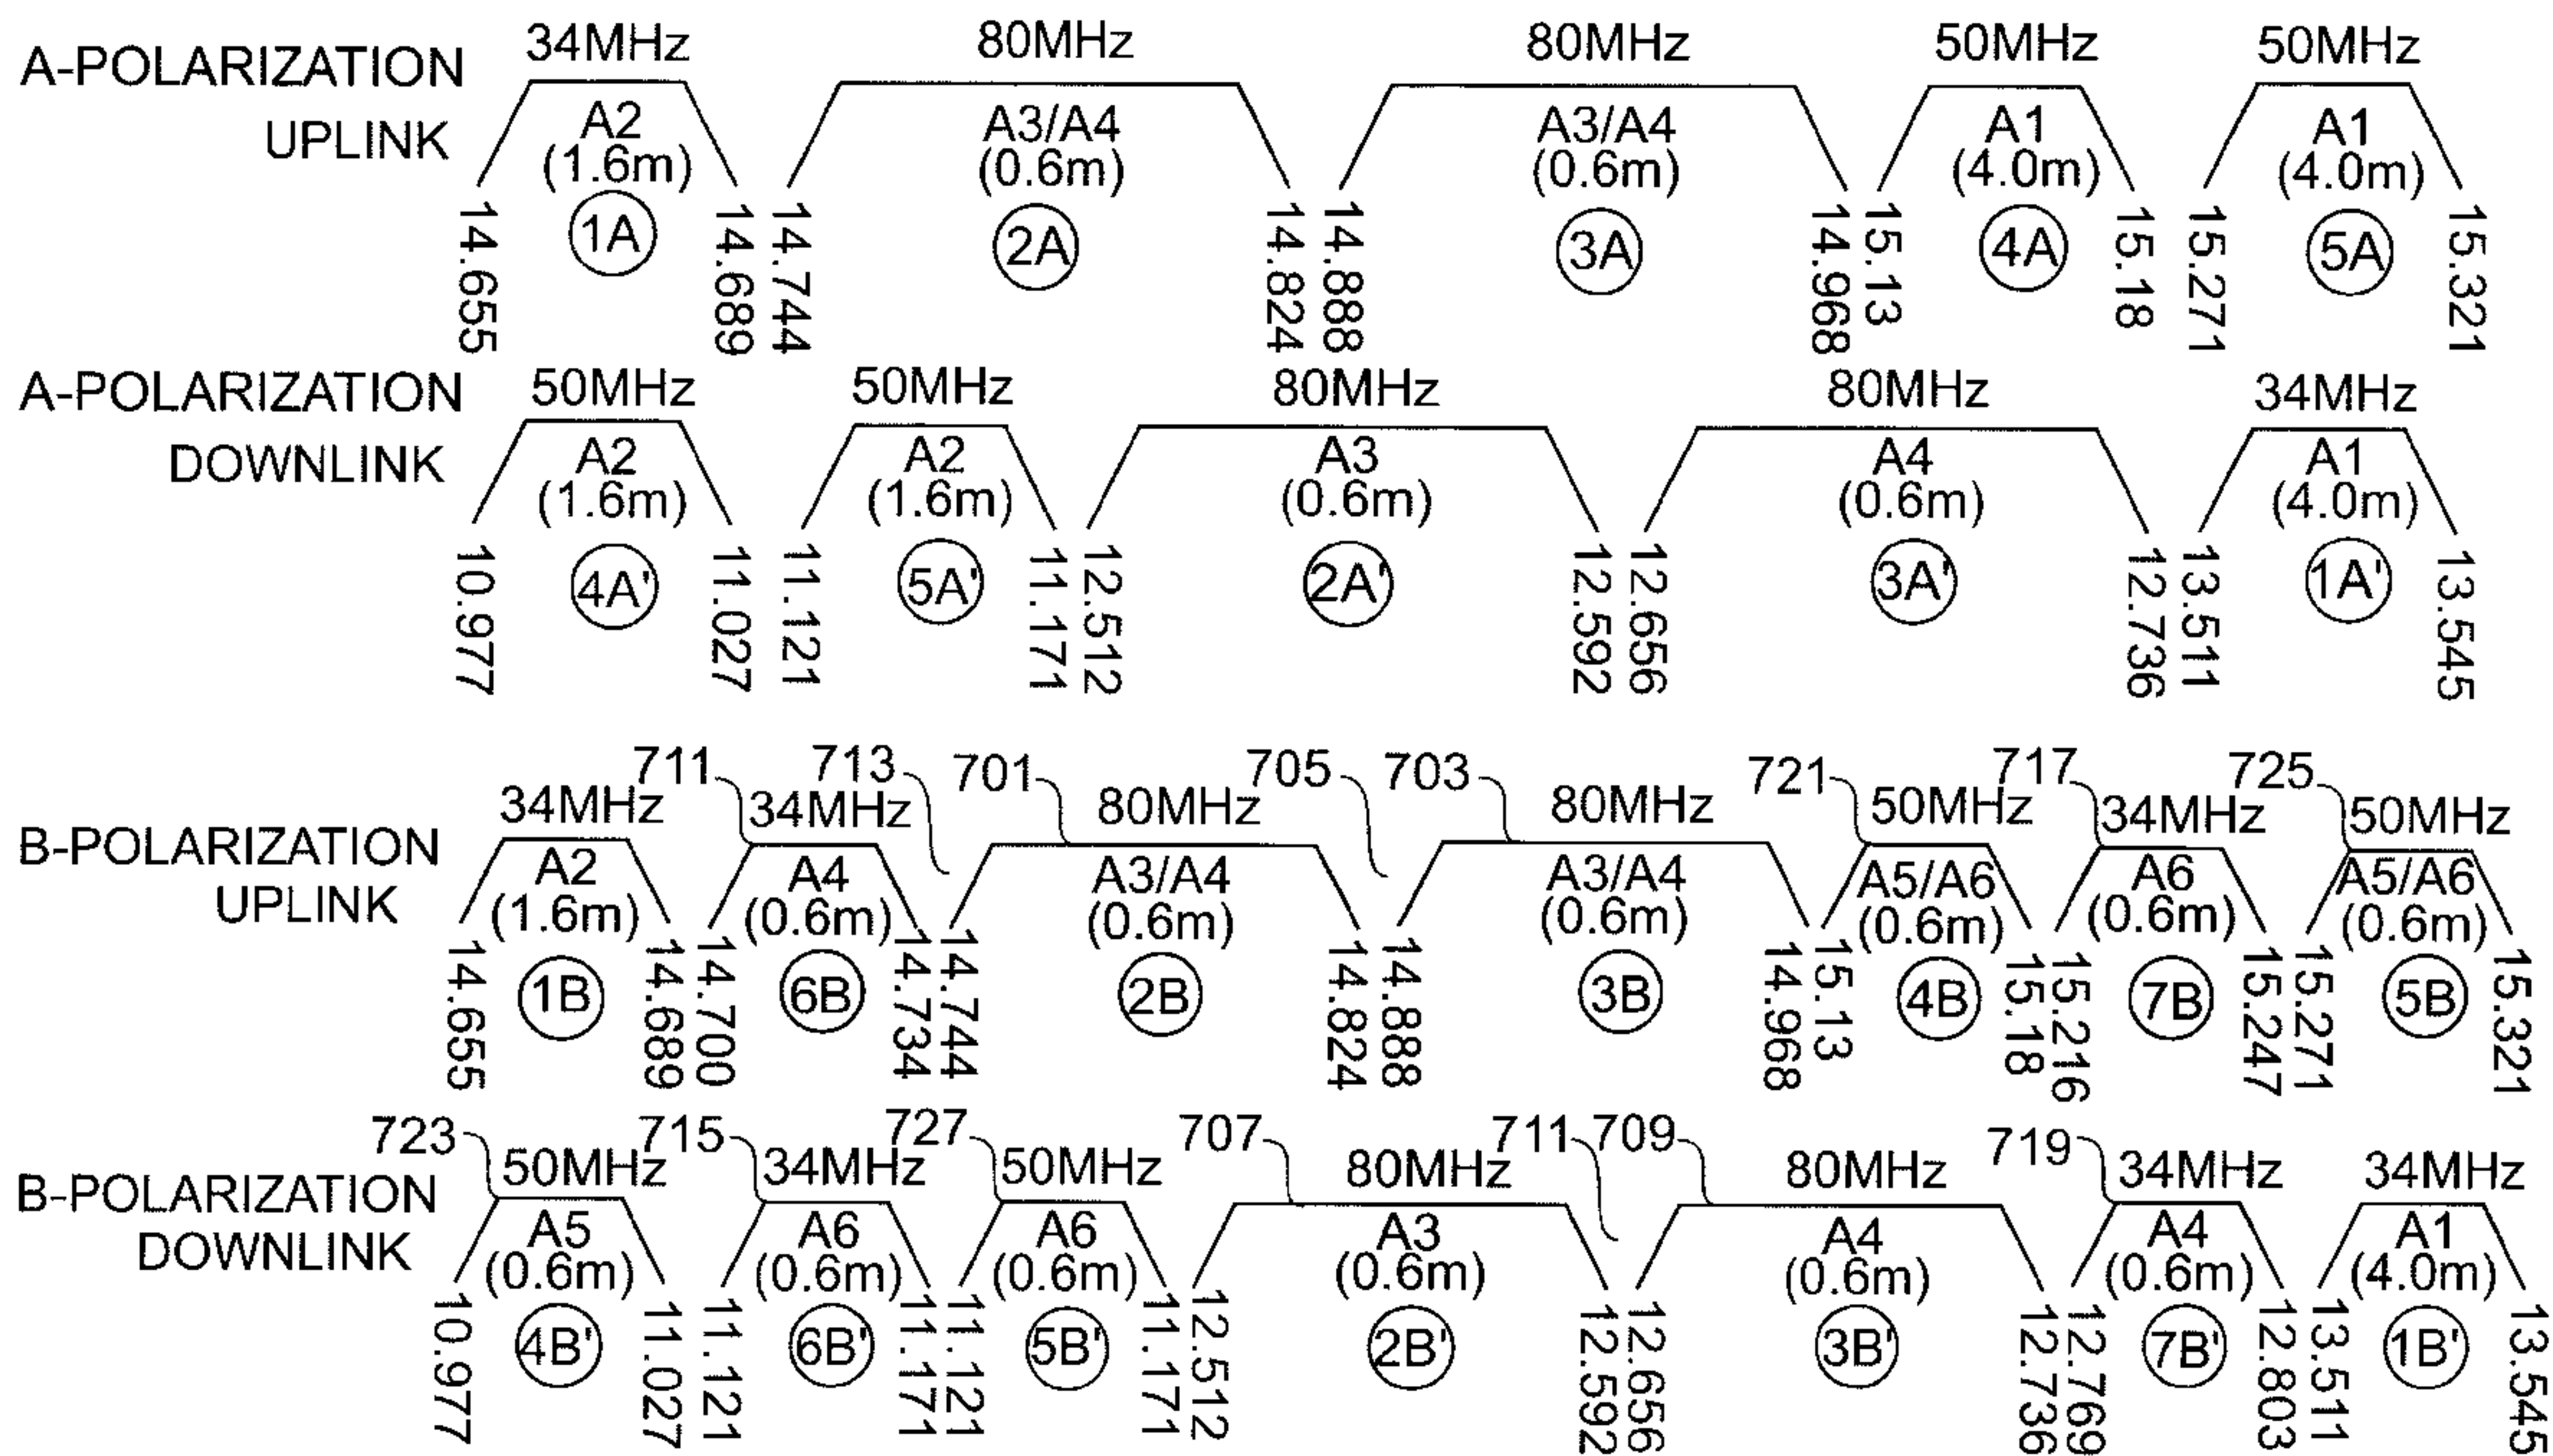 34MHz 80MHz 80MHz 50MHz 50MHz
A-POLARIZATION
UPLINK
A2 A3/A4 A3/A4 A1 A1
(1.6m) (0.6m) (0.6m) (4.0m) (4.0m)
1A 2A 3A 4A 5A
14.655 14.689 14.744 14.824 14.888 14.968 15.13 15.18 15.271 15.321
50MHz 50MHz 80MHz 80MHz 34MHz
A-POLARIZATION
DOWNLINK
A2 A2 A3 A4 A1
(1.6m) (1.6m) (0.6m) (0.6m) (4.0m)
4A' 5A' 2A' 3A' 1A'
10.977 11.027 11.121 11.171 12.512 12.592 12.656 12.736 13.511 13.545
711 713 701 705 703 721 717 725
34MHz 34MHz 80MHz 80MHz 50MHz 34MHz 50MHz
B-POLARIZATION
UPLINK
A2 A4 A3/A4 A3/A4 A5/A6 A6 A5/A6
(1.6m) (0.6m) (0.6m) (0.6m) (0.6m) (0.6m) (0.6m)
1B 6B 2B 3B 4B 7B 5B
14.655 14.689 14.700 14.734 14.744 14.824 14.888 14.968 15.13 15.18 15.216 15.247 15.271 15.321
723 715 727 707 711 709 719
50MHz 34MHz 50MHz 80MHz 80MHz 34MHz 34MHz
B-POLARIZATION
DOWNLINK
A5 A6 A6 A3 A4 A4 A1
(0.6m) (0.6m) (0.6m) (0.6m) (0.6m) (0.6m) (4.0m)
4B' 6B' 5B' 2B' 3B' 7B' 1B'
10.977 11.027 11.121 11.171 11.121 11.171 12.512 12.592 12.656 12.736 12.769 12.803 13.511 13.545